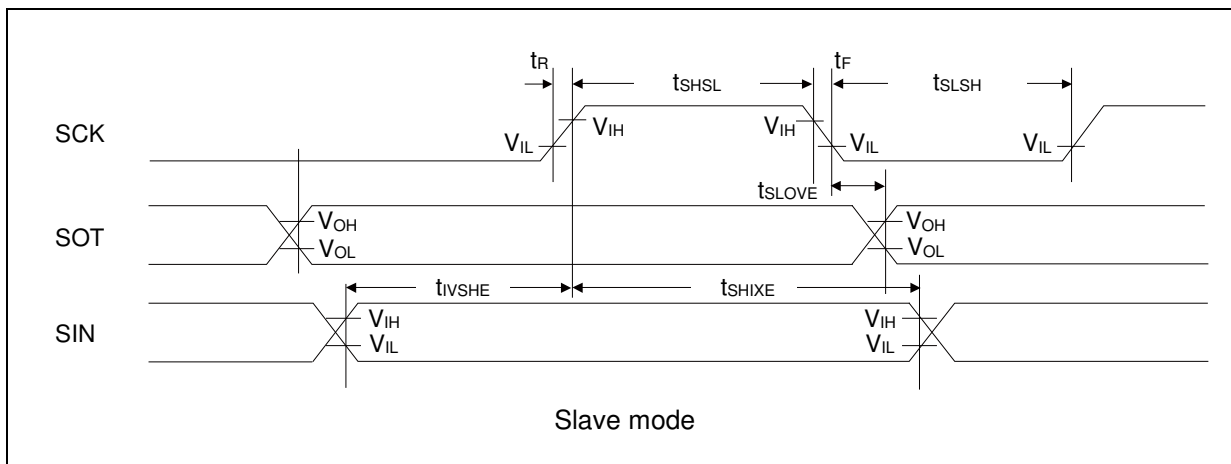 tR tSHSL tF tSLSH
SCK VIL VIH VIH VIL VIL
tSLOVE
SOT VOH VOL VOH VOL
tIVSHE tSHIXE
SIN VIH VIL VIH VIL
Slave mode